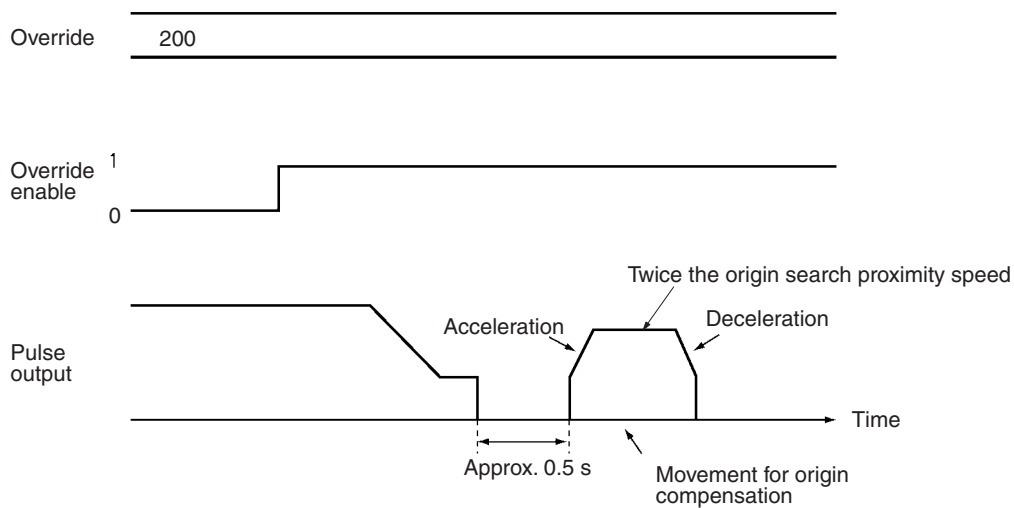 Override
200
Override
enable
1
0
Twice the origin search proximity speed
Acceleration
Deceleration
Pulse
output
Time
Approx. 0.5 s
Movement for origin
compensation